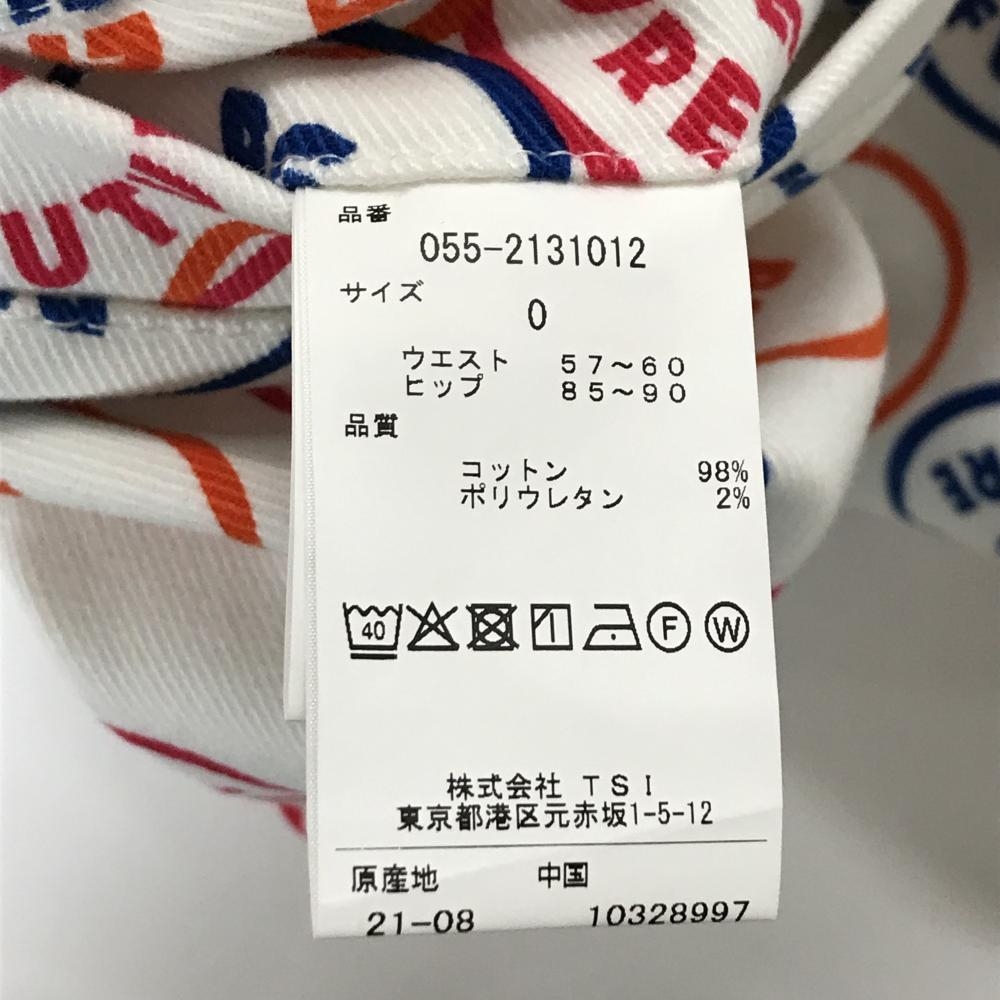 URE
UT
RE
品番
055-2131012
サイズ
0
ウエスト 57~60
ヒップ 85~90
品質
コットン 98%
ポリウレタン 2%
40 F W
株式会社 TSI
東京都港区元赤坂1-5-12
原産地 中国
21-08 10328997